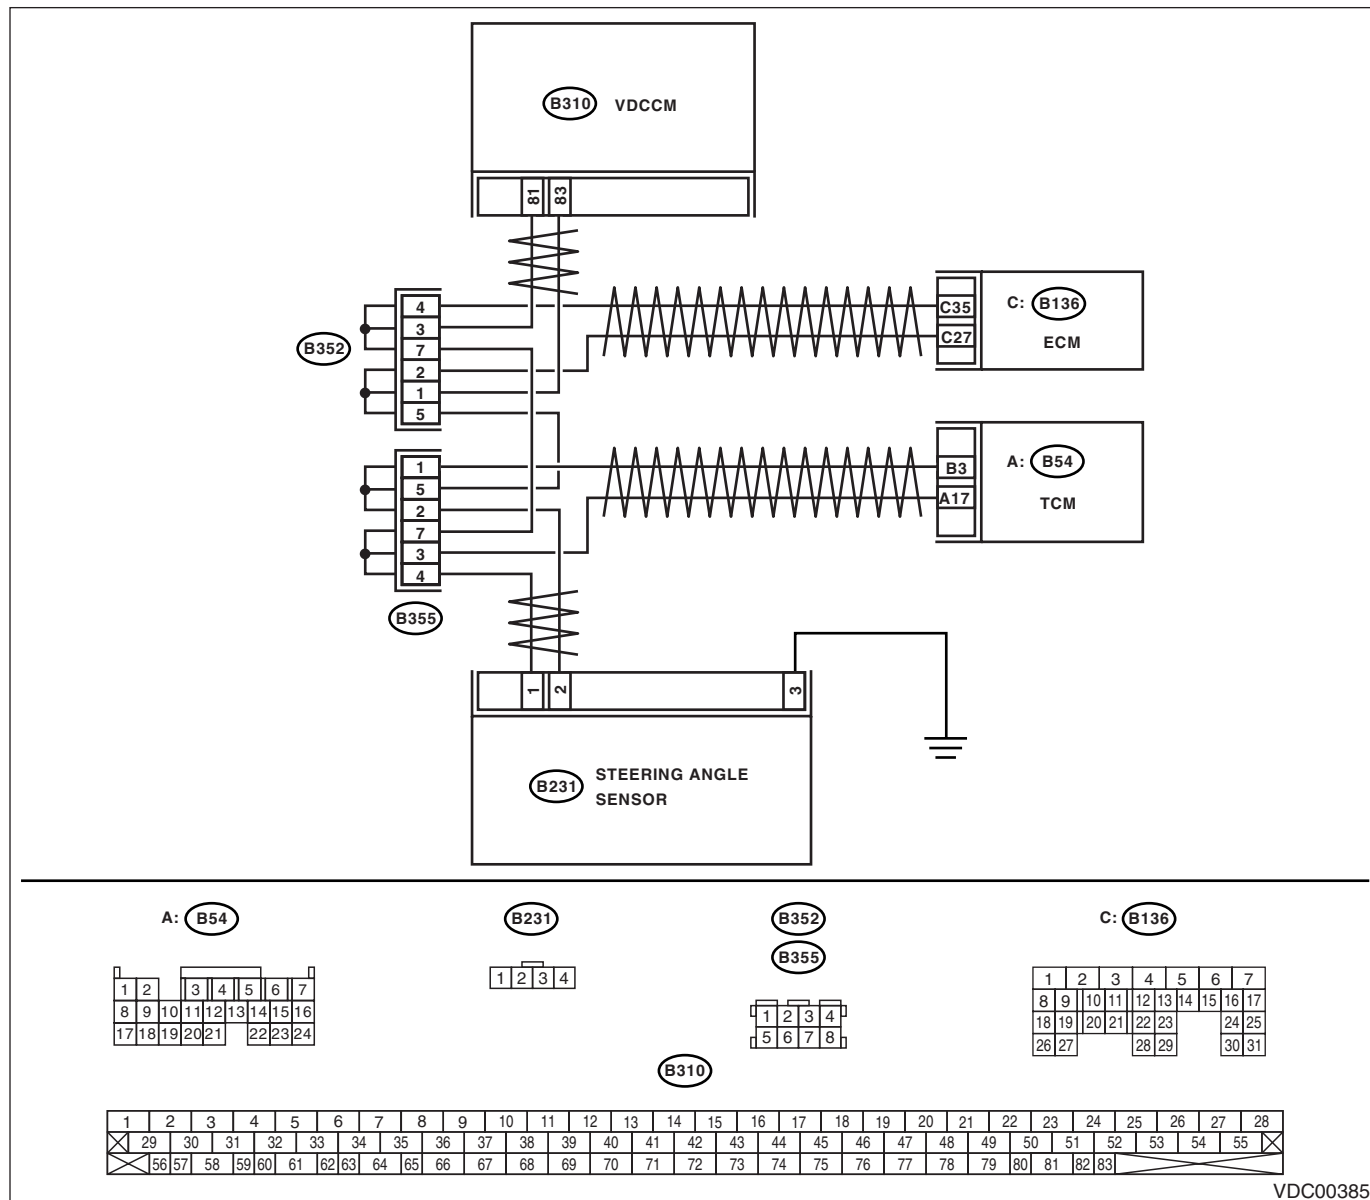 B310 VDCCM
81 83
4
3
7
2
1
5
B352
C35
C27
C: B136
ECM
1
5
2
7
3
4
B355
B3
A17
A: B54
TCM
1 2 3
B231 STEERING ANGLE
SENSOR
A: B54
B231
B352
B355
C: B136
1 2 3 4 5 6 7
8 9 10 11 12 13 14 15 16
17 18 19 20 21 22 23 24
1 2 3 4
1 2 3 4
5 6 7 8
1 2 3 4 5 6 7
8 9 10 11 12 13 14 15 16 17
18 19 20 21 22 23 24 25
26 27 28 29 30 31
B310
1 2 3 4 5 6 7 8 9 10 11 12 13 14 15 16 17 18 19 20 21 22 23 24 25 26 27 28
29 30 31 32 33 34 35 36 37 38 39 40 41 42 43 44 45 46 47 48 49 50 51 52 53 54 55
56 57 58 59 60 61 62 63 64 65 66 67 68 69 70 71 72 73 74 75 76 77 78 79 80 81 82 83
VDC00385